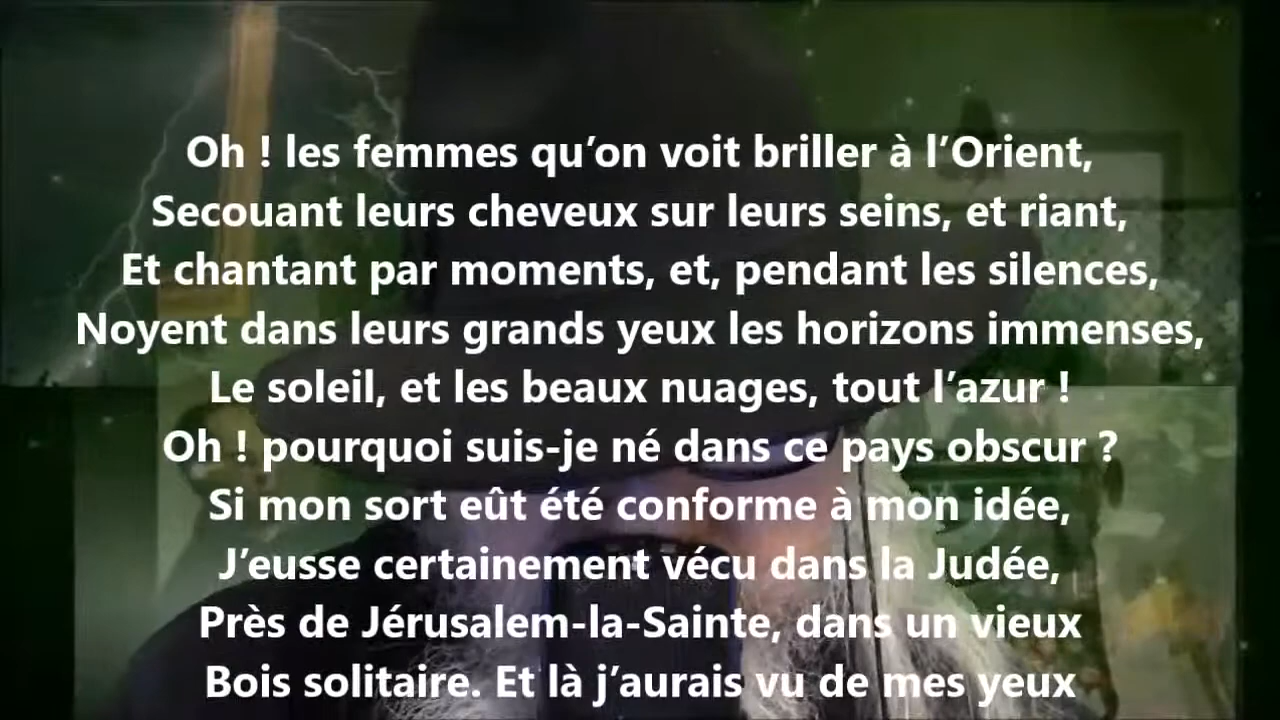 Oh ! les femmes qu’on voit briller à l’Orient,
Secouant leurs cheveux sur leurs seins, et riant,
Et chantant par moments, et, pendant les silences,
Noyent dans leurs grands yeux les horizons immenses,
Le soleil, et les beaux nuages, tout l’azur !
Oh ! pourquoi suis-je né dans ce pays obscur ?
Si mon sort eût été conforme à mon idée,
J’eusse certainement vécu dans la Judée,
Près de Jérusalem-la-Sainte, dans un vieux
Bois solitaire. Et là j’aurais vu de mes yeux